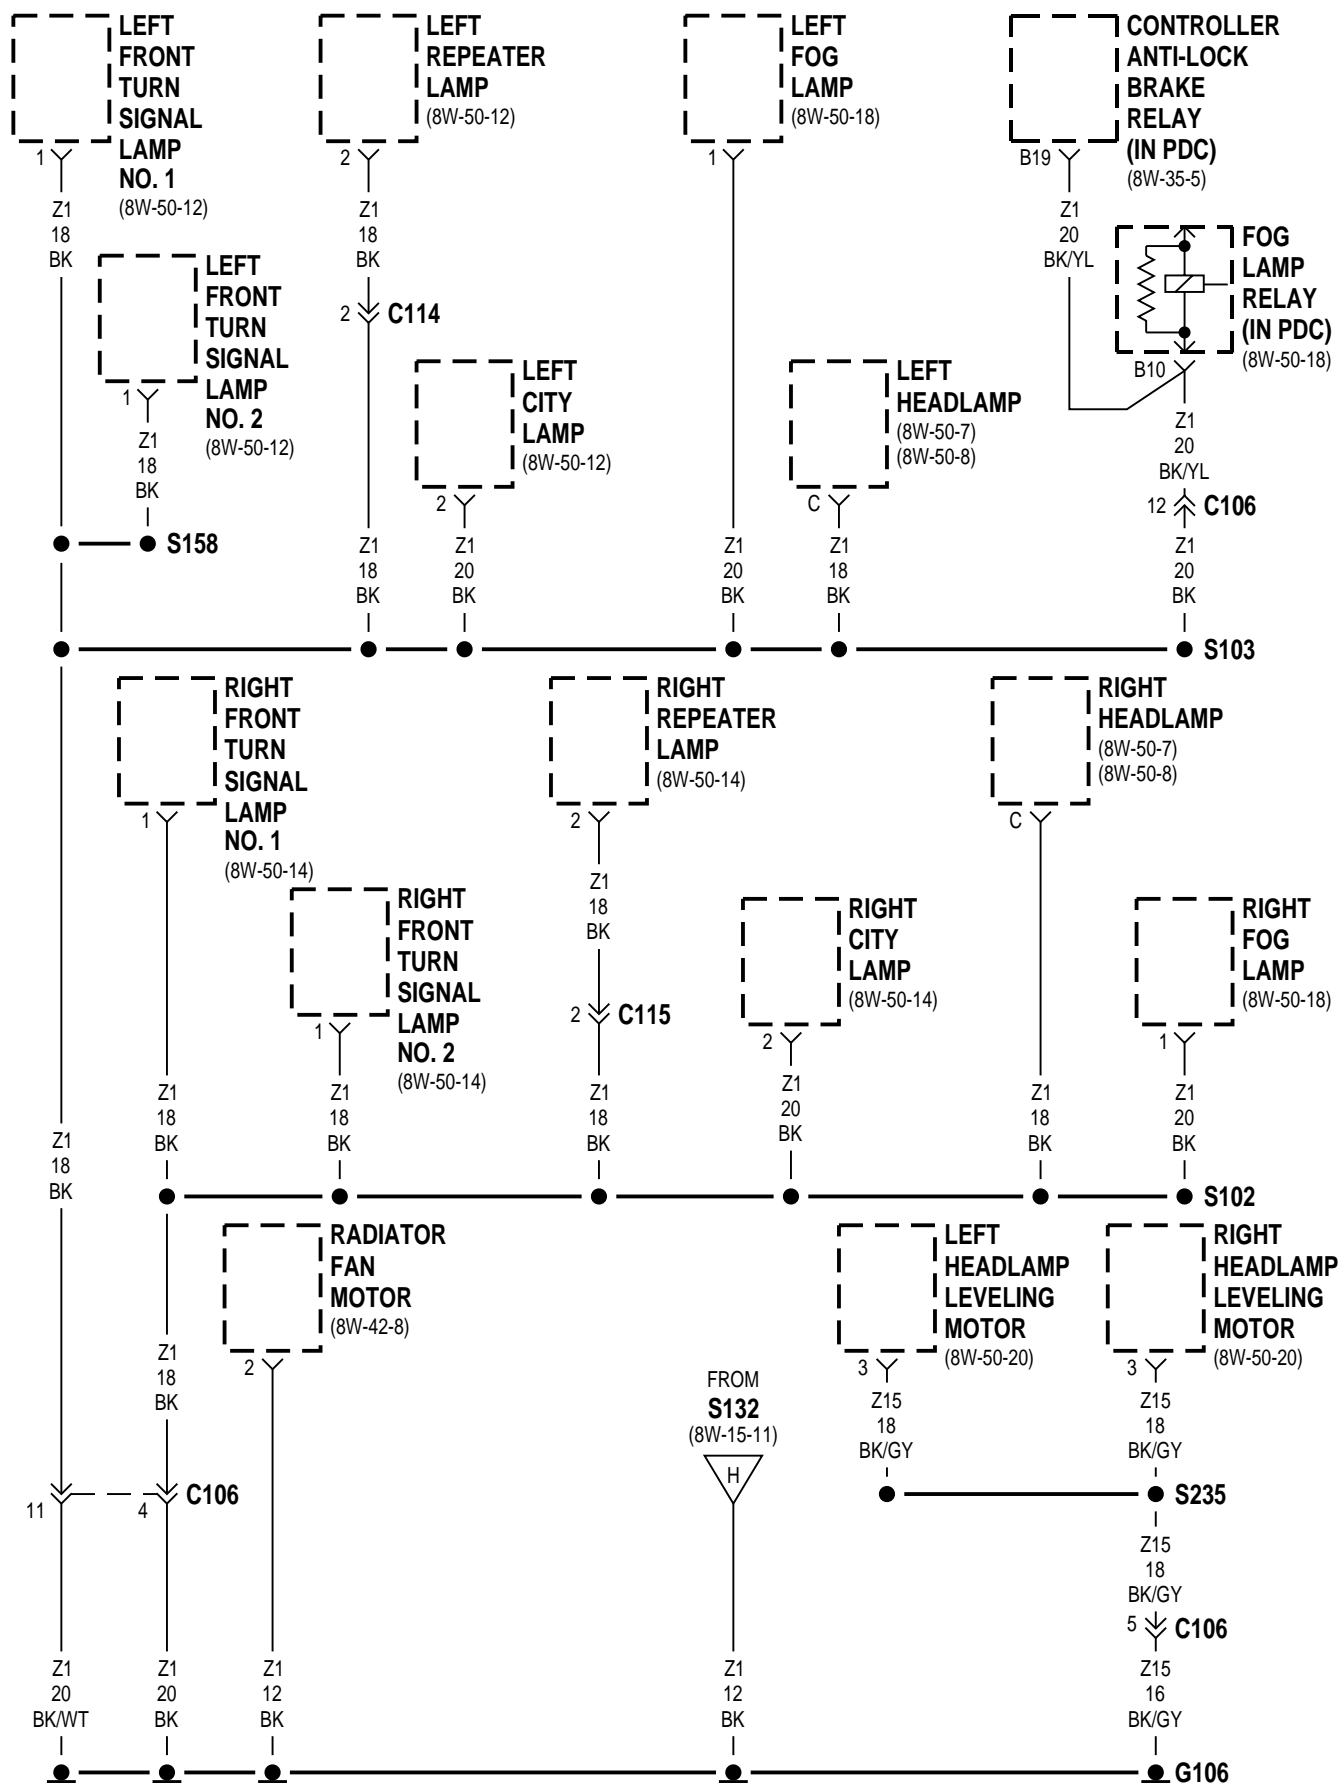 LEFT
FRONT
TURN
SIGNAL
LAMP
NO. 1
(8W-50-12)
1
Z1
18
BK
LEFT
REPEATER
LAMP
(8W-50-12)
2
Z1
18
BK
2
C114
LEFT
FOG
LAMP
(8W-50-18)
1
CONTROLLER
ANTI-LOCK
BRAKE
RELAY
(IN PDC)
(8W-35-5)
B19
Z1
20
BK/YL
FOG
LAMP
RELAY
(IN PDC)
(8W-50-18)
B10
Z1
20
BK/YL
12
C106
Z1
20
BK
LEFT
FRONT
TURN
SIGNAL
LAMP
NO. 2
(8W-50-12)
1
Z1
18
BK
S158
LEFT
CITY
LAMP
(8W-50-12)
2
LEFT
HEADLAMP
(8W-50-7)
(8W-50-8)
C
Z1
18
BK
Z1
20
BK
Z1
20
BK
Z1
18
BK
S103
RIGHT
FRONT
TURN
SIGNAL
LAMP
NO. 1
(8W-50-14)
1
RIGHT
REPEATER
LAMP
(8W-50-14)
2
Z1
18
BK
2
C115
RIGHT
HEADLAMP
(8W-50-7)
(8W-50-8)
C
RIGHT
FRONT
TURN
SIGNAL
LAMP
NO. 2
(8W-50-14)
1
RIGHT
CITY
LAMP
(8W-50-14)
2
RIGHT
FOG
LAMP
(8W-50-18)
1
Z1
18
BK
Z1
18
BK
Z1
18
BK
Z1
18
BK
Z1
20
BK
Z1
18
BK
Z1
20
BK
S102
RADIATOR
FAN
MOTOR
(8W-42-8)
2
LEFT
HEADLAMP
LEVELING
MOTOR
(8W-50-20)
3
RIGHT
HEADLAMP
LEVELING
MOTOR
(8W-50-20)
3
Z1
18
BK
FROM
S132
(8W-15-11)
H
Z15
18
BK/GY
Z15
18
BK/GY
11
4
C106
S235
Z15
18
BK/GY
5
C106
Z1
20
BK/WT
Z1
20
BK
Z1
12
BK
Z1
12
BK
Z15
16
BK/GY
G106